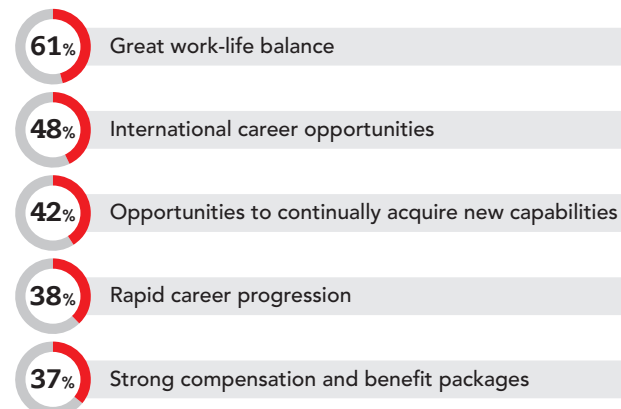 61% Great work-life balance
48% International career opportunities
42% Opportunities to continually acquire new capabilities
38% Rapid career progression
37% Strong compensation and benefit packages